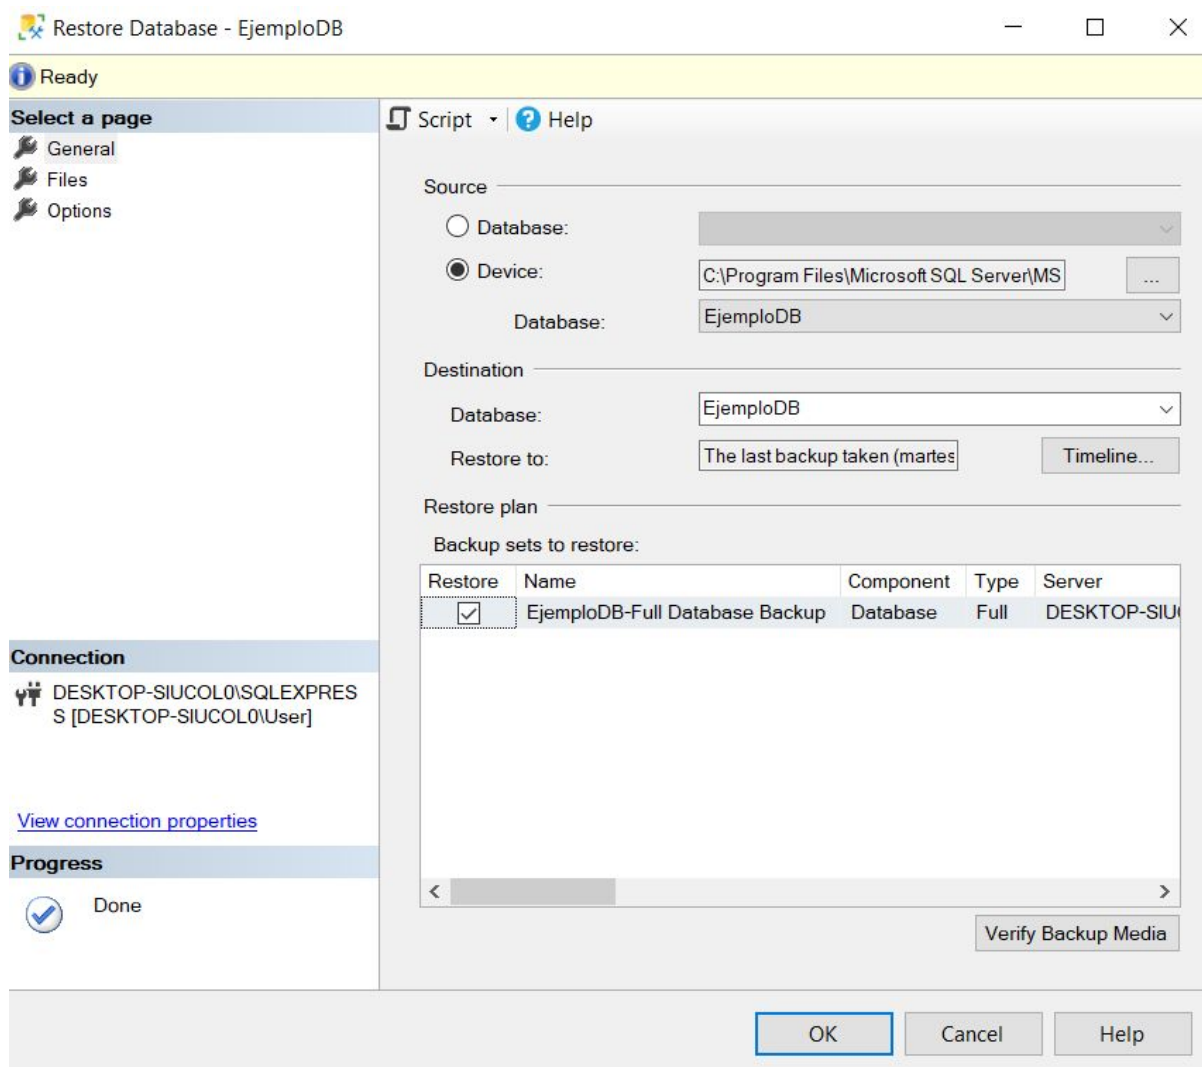 Restore Database - EjemploDB
Ready
Select a page
General
Files
Options
Connection
DESKTOP-SIUCOL0\SQLEXPRES
S [DESKTOP-SIUCOL0\User]
View connection properties
Progress
Done
Script
Help
Source
Database:
Device:
C:\Program Files\Microsoft SQL Server\MS
...
Database:
EjemploDB
Destination
Database:
EjemploDB
Restore to:
The last backup taken (martes
Timeline...
Restore plan
Backup sets to restore:
Restore Name Component Type Server
EjemploDB-Full Database Backup Database Full DESKTOP-SIU
Verify Backup Media
OK
Cancel
Help